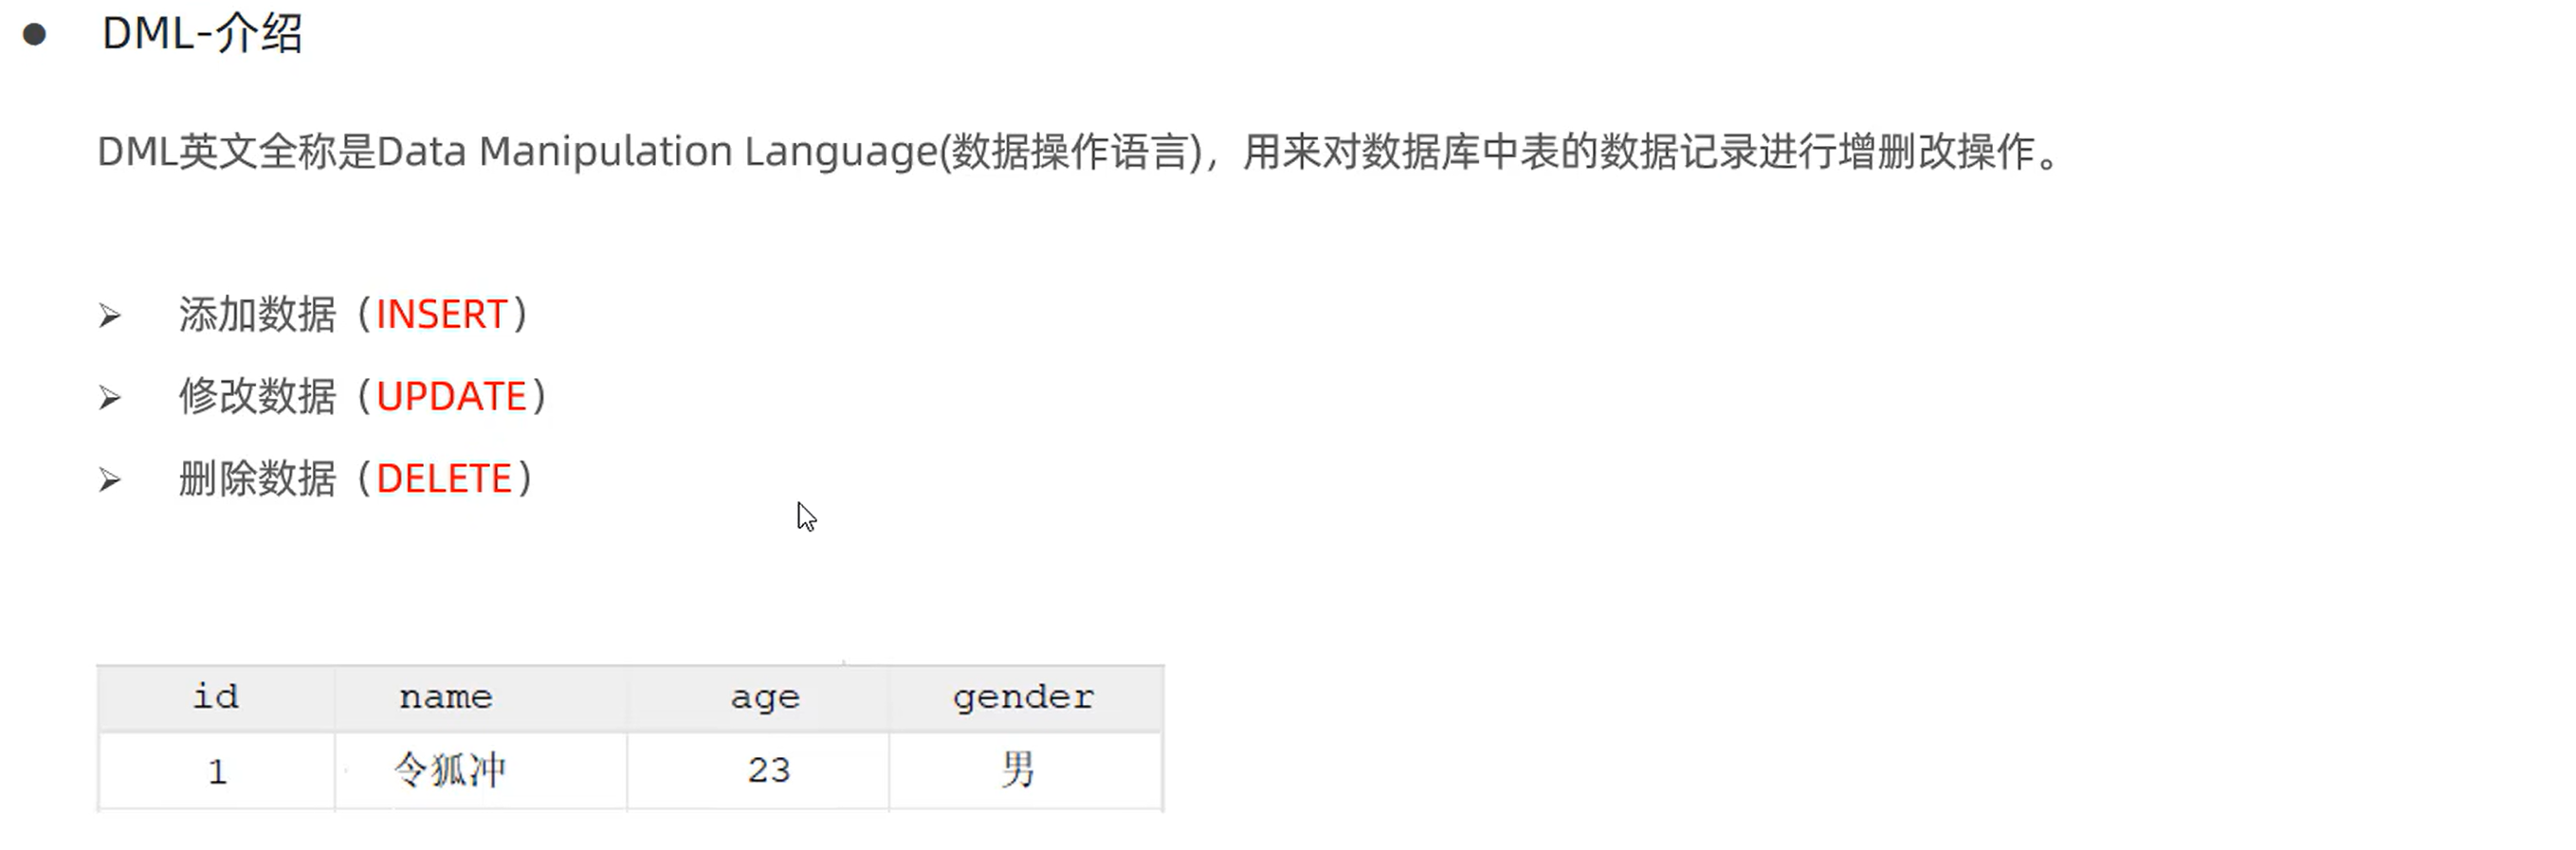 DML-介绍
DML英文全称是Data Manipulation Language(数据操作语言)，用来对数据库中表的数据记录进行增删改操作。
添加数据（INSERT）
修改数据（UPDATE）
删除数据（DELETE）
id name age gender
1 令狐冲 23 男